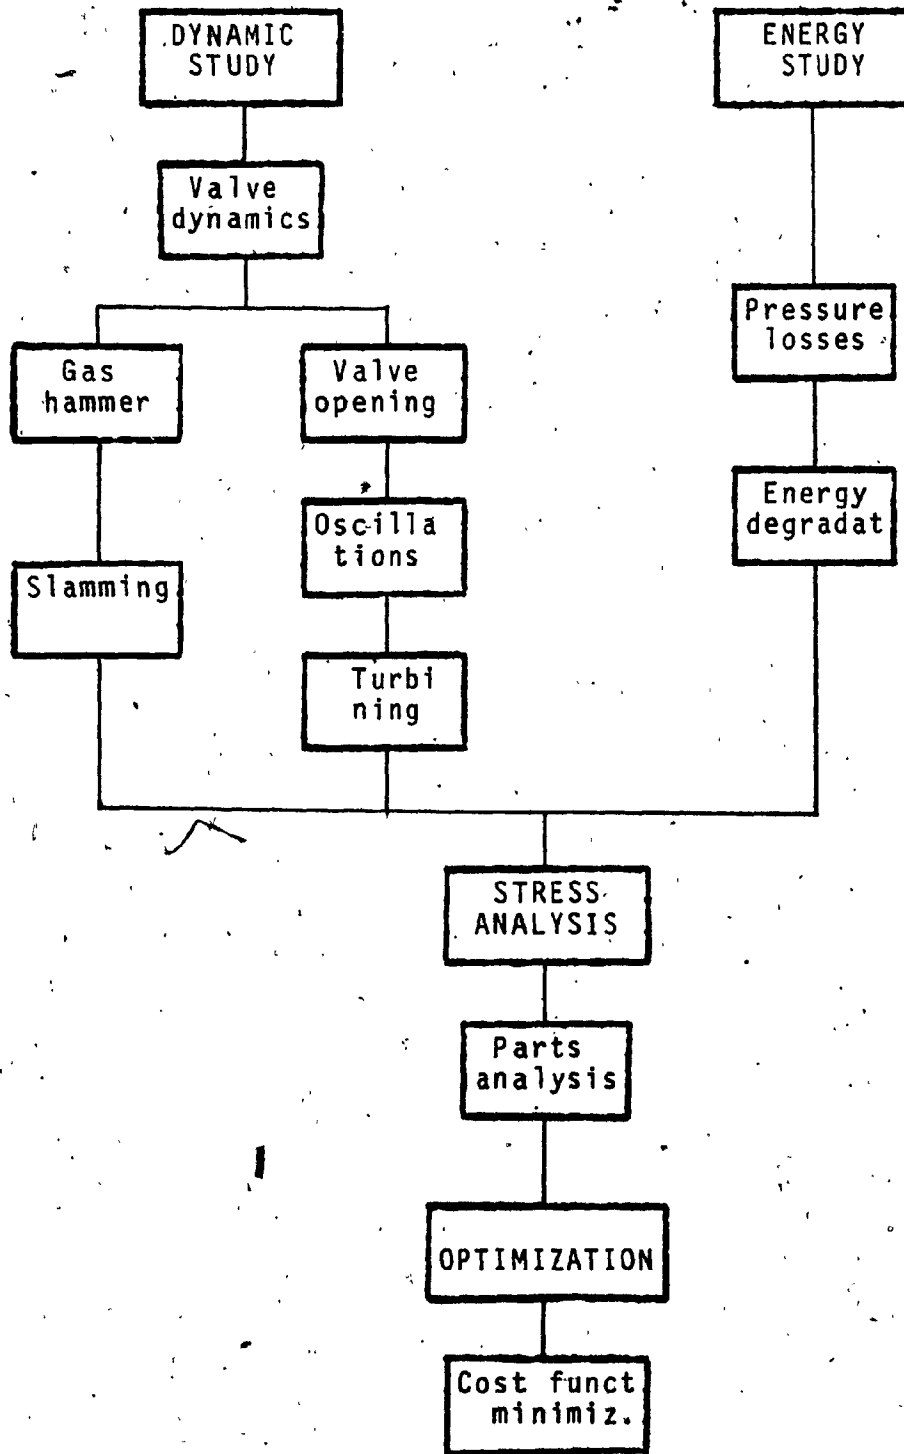 DYNAMIC
STUDY
ENERGY
STUDY
Valve
dynamics
Pressure
losses
Gas
hammer
Valve
opening
Energy
degradat
Oscilla
tions
Slamming
Turbi
ning
STRESS
ANALYSIS
Parts
analysis
OPTIMIZATION
Cost funct
minimiz.